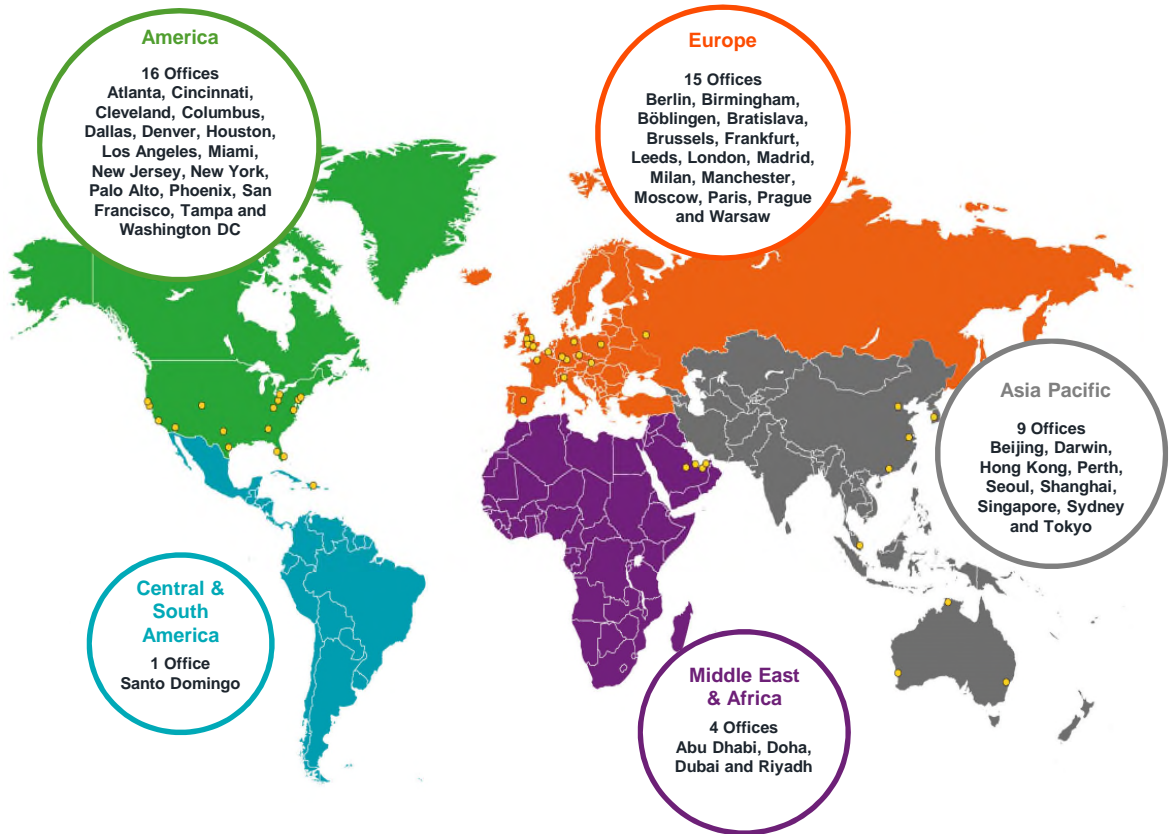 America
16 Offices
Atlanta, Cincinnati,
Cleveland, Columbus,
Dallas, Denver, Houston,
Los Angeles, Miami,
New Jersey, New York,
Palo Alto, Phoenix, San
Francisco, Tampa and
Washington DC
Europe
15 Offices
Berlin, Birmingham,
Böblingen, Bratislava,
Brussels, Frankfurt,
Leeds, London, Madrid,
Milan, Manchester,
Moscow, Paris, Prague
and Warsaw
Asia Pacific
9 Offices
Beijing, Darwin,
Hong Kong, Perth,
Seoul, Shanghai,
Singapore, Sydney
and Tokyo
Central &
South
America
1 Office
Santo Domingo
Middle East
& Africa
4 Offices
Abu Dhabi, Doha,
Dubai and Riyadh